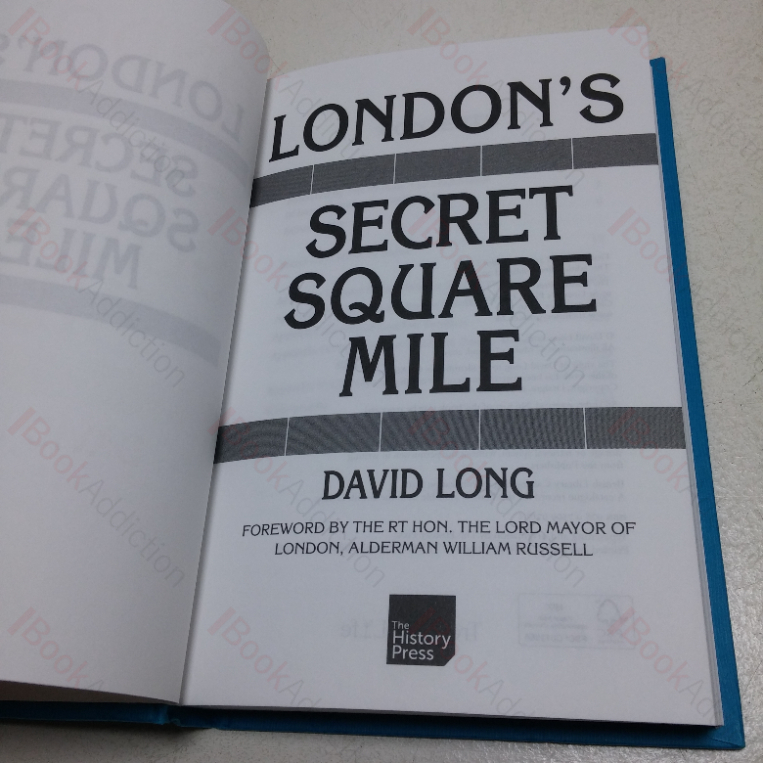 LONDON'S
SECRET
SQUARE
MILE
DAVID LONG
FOREWORD BY THE RT HON. THE LORD MAYOR OF
LONDON, ALDERMAN WILLIAM RUSSELL
The
History
Press
BookAddiction